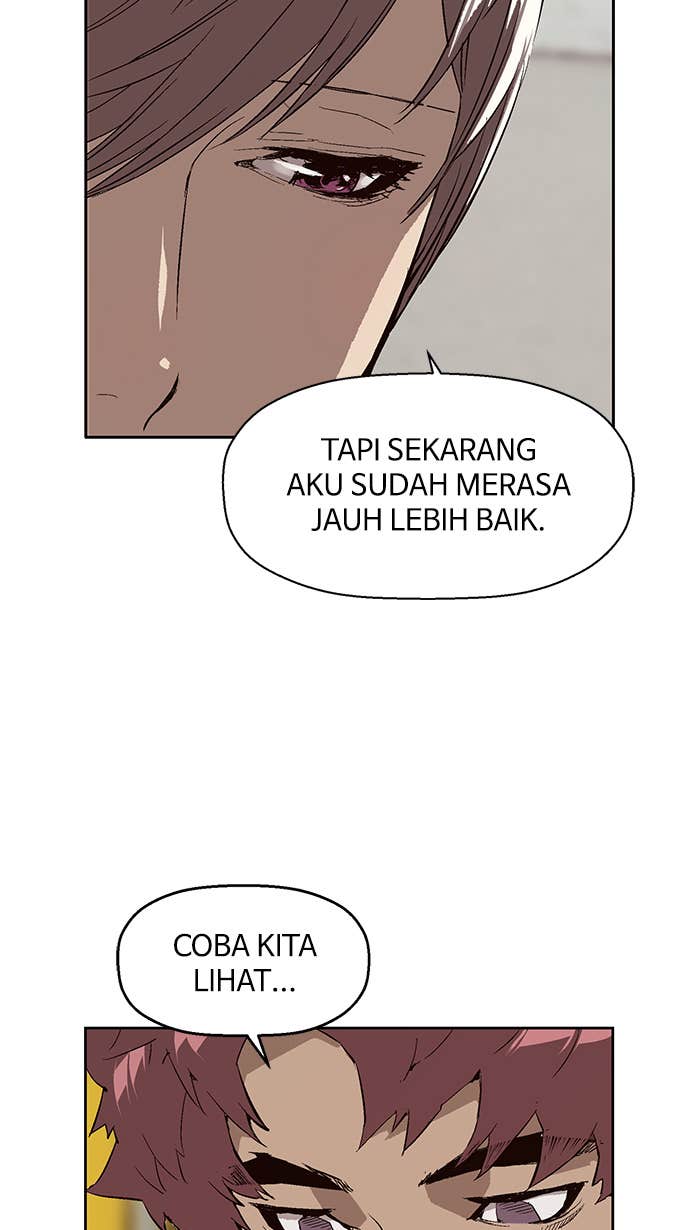 TAPI SEKARANG
AKU SUDAH MERASA
JAUH LEBIH BAIK.
COBA KITA
LIHAT...